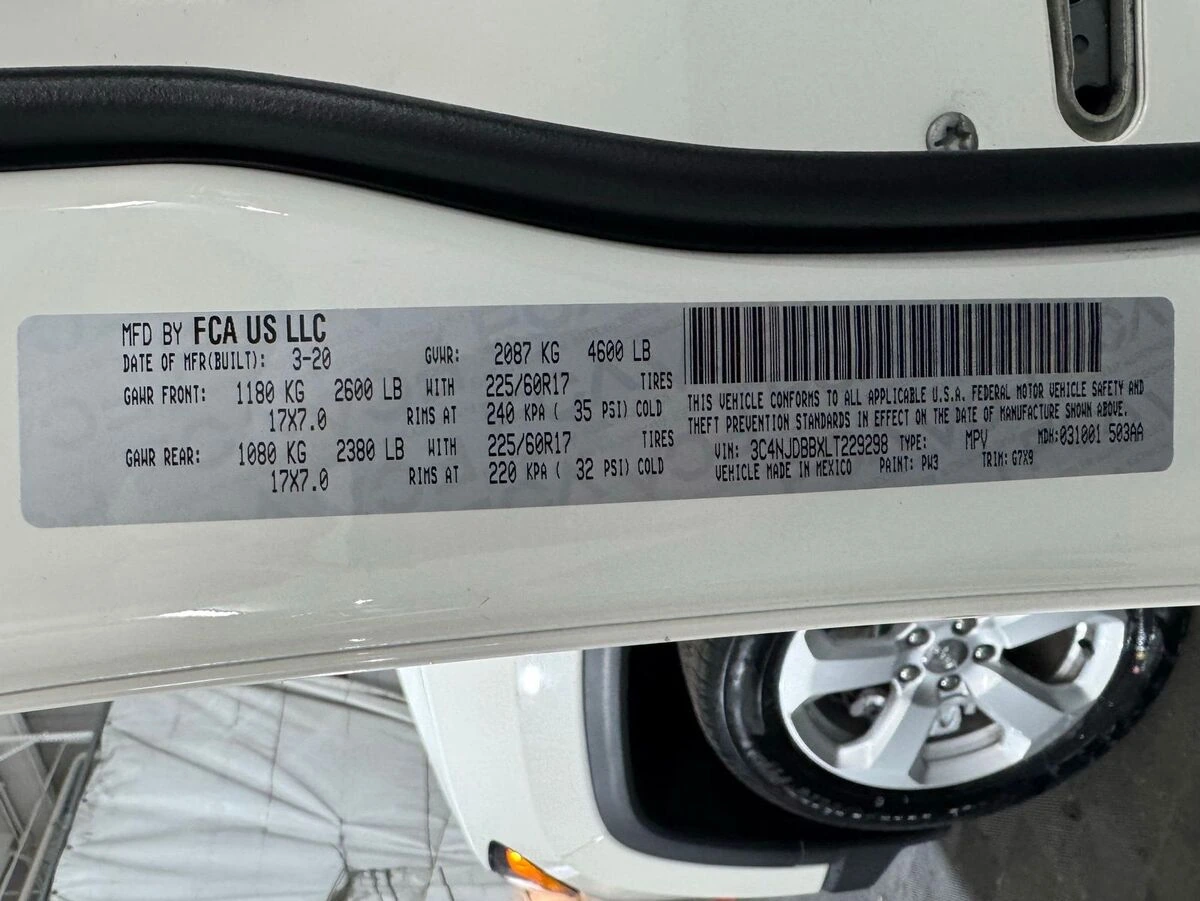 MFD BY FCA US LLC
DATE OF MFR(BUILT): 3-20 GVWR: 2087 KG 4600 LB
GAWR FRONT: 1180 KG 2600 LB WITH 225/60R17 TIRES
17X7.0 RIMS AT 240 KPA ( 35 PSI) COLD
GAWR REAR: 1080 KG 2380 LB WITH 225/60R17 TIRES
17X7.0 RIMS AT 220 KPA ( 32 PSI) COLD
THIS VEHICLE CONFORMS TO ALL APPLICABLE U.S.A. FEDERAL MOTOR VEHICLE SAFETY AND
THEFT PREVENTION STANDARDS IN EFFECT ON THE DATE OF MANUFACTURE SHOWN ABOVE.
VIN: 3C4NJDBBXLT229298 TYPE: MPV MDH:031001 503AA
VEHICLE MADE IN MEXICO PAINT: PW3 TRIM: G7X9